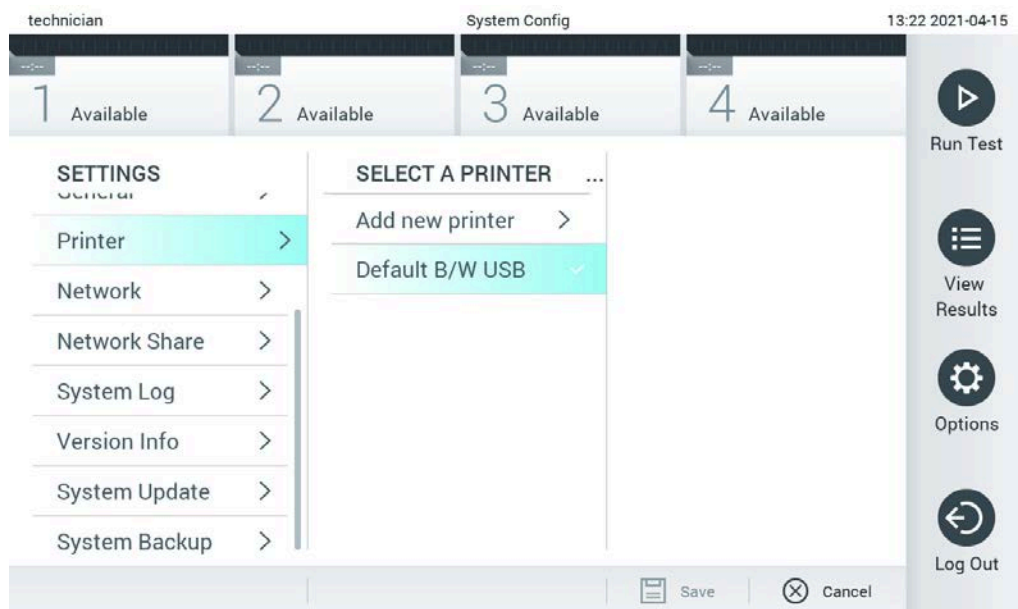 technician System Config 13:22 2021-04-15
--:-- --:-- --:-- --:--
1 Available 2 Available 3 Available 4 Available
Run Test
SETTINGS
General
Printer
Network
Network Share
System Log
Version Info
System Update
System Backup
SELECT A PRINTER ...
Add new printer
Default B/W USB
View
Results
Options
Log Out
Save Cancel